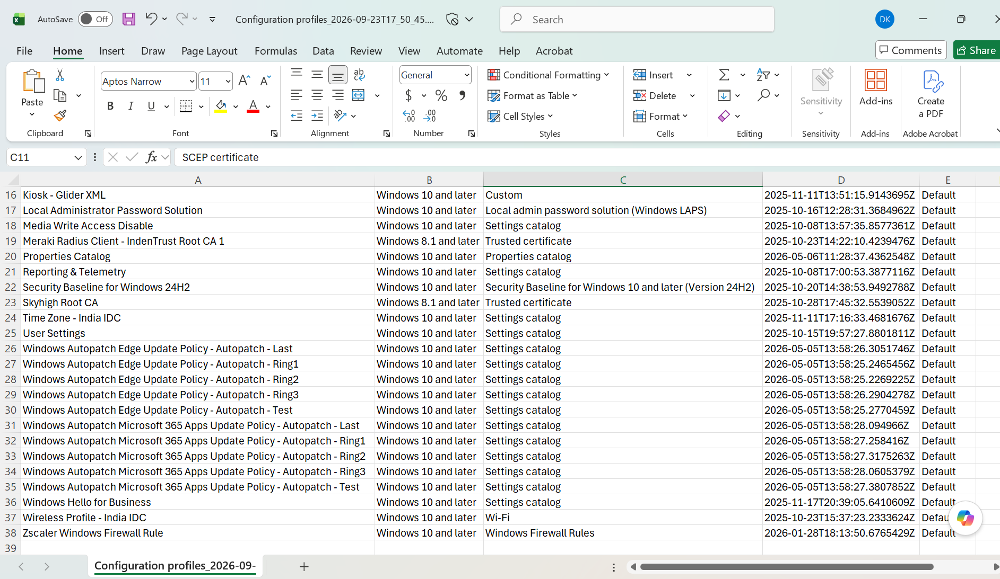 AutoSave Off Configuration profiles_2026-09-23T17_50_45.... Search DK
File Home Insert Draw Page Layout Formulas Data Review View Automate Help Acrobat Comments Share
Paste
Clipboard
Aptos Narrow 11
B I U
Font
Alignment
General
$ % 9
Number
Conditional Formatting
Format as Table
Cell Styles
Styles
Insert
Delete
Format
Cells
Editing
Sensitivity
Sensitivity
Add-ins
Add-ins
Create a PDF
Adobe Acrobat
C11 fx SCEP certificate
A B C D E
16 Kiosk - Glider XML Windows 10 and later Custom 2025-11-11T13:51:15.9143695Z Default
17 Local Administrator Password Solution Windows 10 and later Local admin password solution (Windows LAPS) 2025-10-16T12:28:31.3684962Z Default
18 Media Write Access Disable Windows 10 and later Settings catalog 2025-10-08T13:57:35.8577361Z Default
19 Meraki Radius Client - IndenTrust Root CA 1 Windows 8.1 and later Trusted certificate 2025-10-23T14:22:10.4239476Z Default
20 Properties Catalog Windows 10 and later Properties catalog 2026-05-06T11:28:37.4362548Z Default
21 Reporting & Telemetry Windows 10 and later Settings catalog 2025-10-08T17:00:53.3877116Z Default
22 Security Baseline for Windows 24H2 Windows 10 and later Security Baseline for Windows 10 and later (Version 24H2) 2025-10-20T14:38:53.9492788Z Default
23 Skyhigh Root CA Windows 8.1 and later Trusted certificate 2025-10-28T17:45:32.5539052Z Default
24 Time Zone - India IDC Windows 10 and later Settings catalog 2025-11-11T17:16:33.4681676Z Default
25 User Settings Windows 10 and later Settings catalog 2025-10-15T19:57:27.8801811Z Default
26 Windows Autopatch Edge Update Policy - Autopatch - Last Windows 10 and later Settings catalog 2026-05-05T13:58:26.3051746Z Default
27 Windows Autopatch Edge Update Policy - Autopatch - Ring1 Windows 10 and later Settings catalog 2026-05-05T13:58:25.2465456Z Default
28 Windows Autopatch Edge Update Policy - Autopatch - Ring2 Windows 10 and later Settings catalog 2026-05-05T13:58:25.2269225Z Default
29 Windows Autopatch Edge Update Policy - Autopatch - Ring3 Windows 10 and later Settings catalog 2026-05-05T13:58:26.2904278Z Default
30 Windows Autopatch Edge Update Policy - Autopatch - Test Windows 10 and later Settings catalog 2026-05-05T13:58:25.2770459Z Default
31 Windows Autopatch Microsoft 365 Apps Update Policy - Autopatch - Last Windows 10 and later Settings catalog 2026-05-05T13:58:28.094966Z Default
32 Windows Autopatch Microsoft 365 Apps Update Policy - Autopatch - Ring1 Windows 10 and later Settings catalog 2026-05-05T13:58:27.258416Z Default
33 Windows Autopatch Microsoft 365 Apps Update Policy - Autopatch - Ring2 Windows 10 and later Settings catalog 2026-05-05T13:58:27.3175263Z Default
34 Windows Autopatch Microsoft 365 Apps Update Policy - Autopatch - Ring3 Windows 10 and later Settings catalog 2026-05-05T13:58:28.0605379Z Default
35 Windows Autopatch Microsoft 365 Apps Update Policy - Autopatch - Test Windows 10 and later Settings catalog 2026-05-05T13:58:27.3807852Z Default
36 Windows Hello for Business Windows 10 and later Settings catalog 2025-11-17T20:39:05.6410609Z Default
37 Wireless Profile - India IDC Windows 10 and later Wi-Fi 2025-10-23T15:37:23.2333624Z Defau
38 Zscaler Windows Firewall Rule Windows 10 and later Windows Firewall Rules 2026-01-28T18:13:50.6765429Z Default
39
Configuration profiles_2026-09-